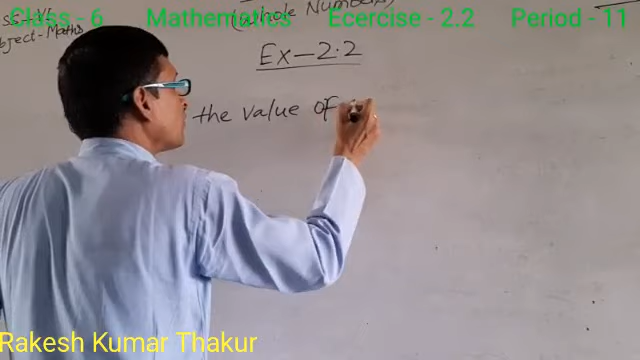 Class - 6 Mathematics Ecercise - 2.2 Period - 11
(Whole Numbers)
Maths
Ex - 2.2
the value of
Rakesh Kumar Thakur